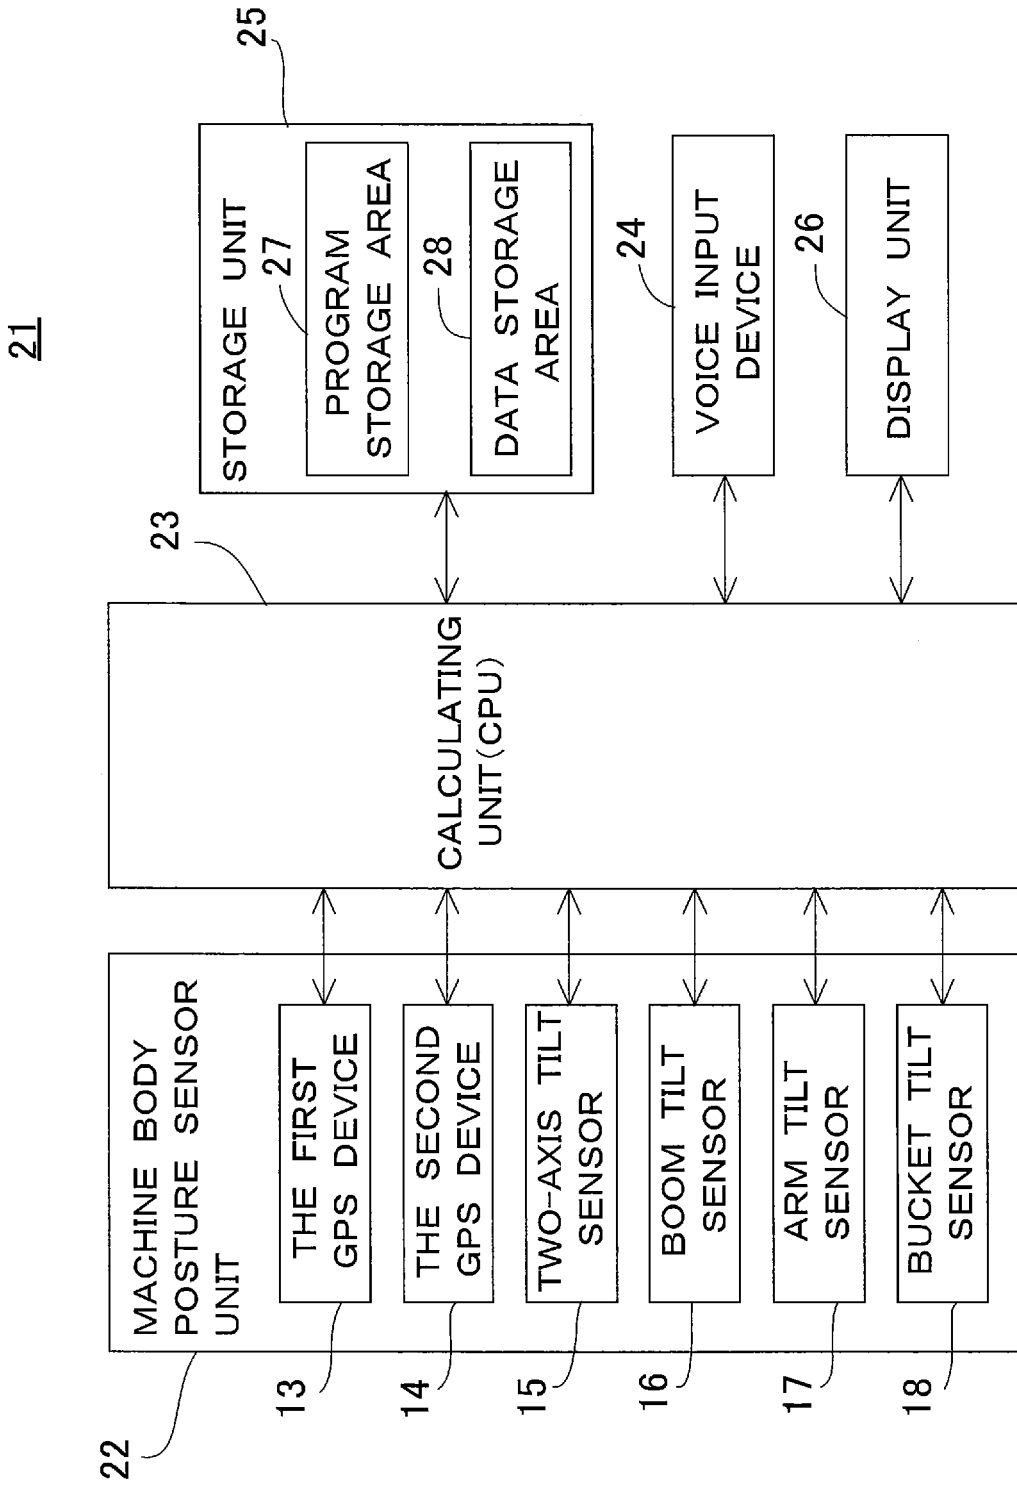 21
22
MACHINE BODY
POSTURE SENSOR
UNIT
13
THE FIRST
GPS DEVICE
14
THE SECOND
GPS DEVICE
15
TWO-AXIS TILT
SENSOR
16
BOOM TILT
SENSOR
17
ARM TILT
SENSOR
18
BUCKET TILT
SENSOR
23
CALCULATING
UNIT(CPU)
25
STORAGE UNIT
27
PROGRAM
STORAGE AREA
28
DATA STORAGE
AREA
24
VOICE INPUT
DEVICE
26
DISPLAY UNIT